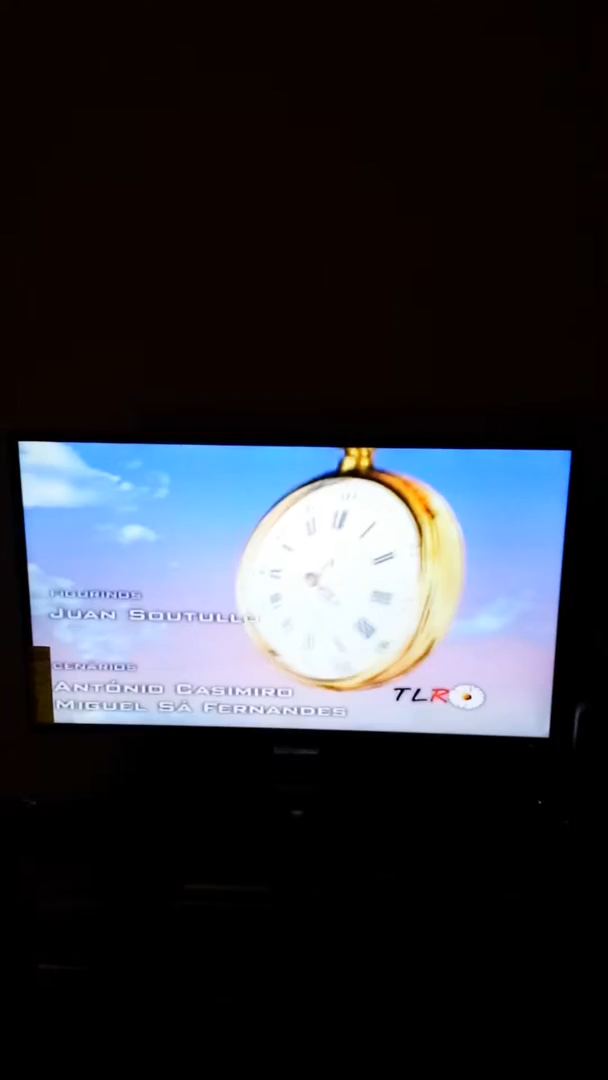 FIGURINOS
JUAN SOUTULLO
CENÁRIOS
ANTÓNIO CASIMIRO
MIGUEL SÁ FERNANDES
TLR